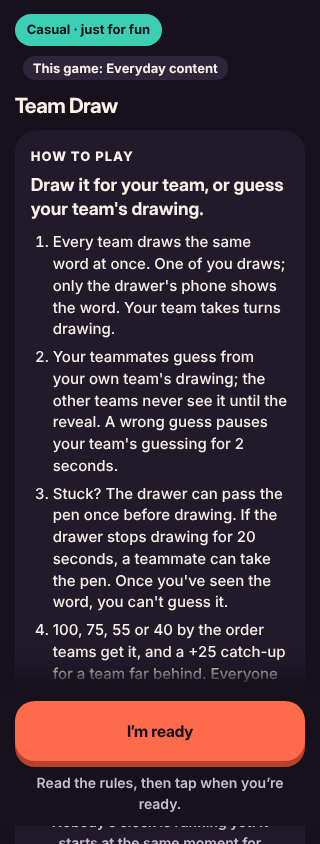 Casual · just for fun
This game: Everyday content
Team Draw
HOW TO PLAY
Draw it for your team, or guess
your team's drawing.
1. Every team draws the same
word at once. One of you draws;
only the drawer's phone shows
the word. Your team takes turns
drawing.
2. Your teammates guess from
your own team's drawing; the
other teams never see it until the
reveal. A wrong guess pauses
your team's guessing for 2
seconds.
3. Stuck? The drawer can pass the
pen once before drawing. If the
drawer stops drawing for 20
seconds, a teammate can take
the pen. Once you've seen the
word, you can't guess it.
4. 100, 75, 55 or 40 by the order
teams get it, and a +25 catch-up
for a team far behind. Everyone
I'm ready
Read the rules, then tap when you're
ready.
starts at the same moment for